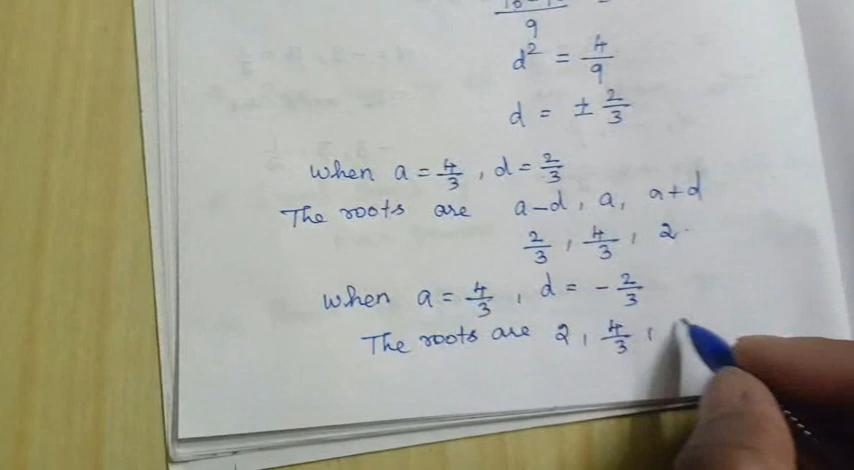 9
d² = 4/9
d = ± 2/3
When a = 4/3, d = 2/3
The roots are a-d, a, a+d
2/3, 4/3, 2.
When a = 4/3, d = -2/3
The roots are 2, 4/3,